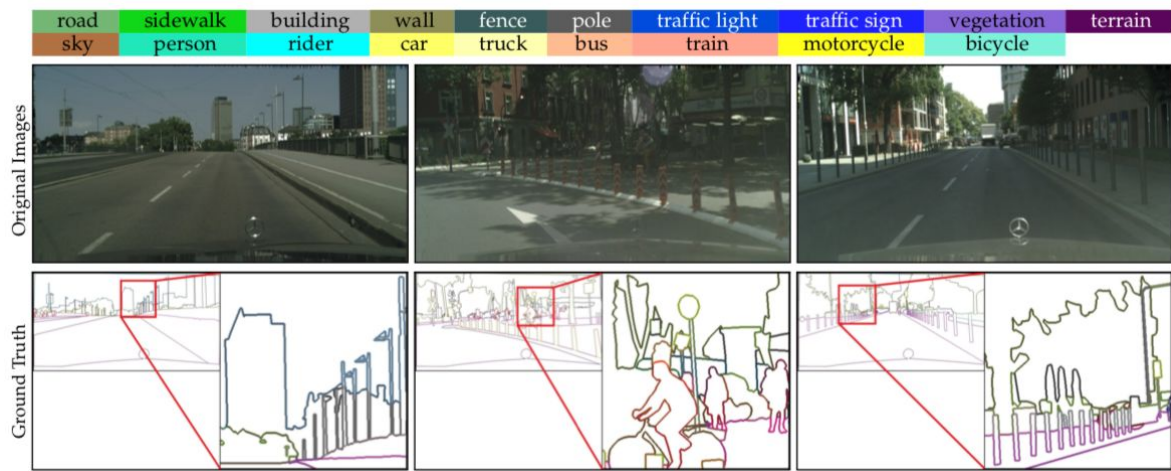 road sidewalk building wall fence pole traffic light traffic sign vegetation terrain
sky person rider car truck bus train motorcycle bicycle
Original Images
Ground Truth